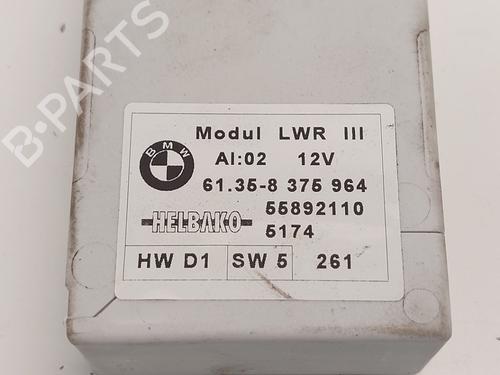 B-PARTS
BMW
Modul LWR III
AI:02 12V
61.35-8 375 964
55892110
HELBAKO 5174
HW D1 SW 5 261